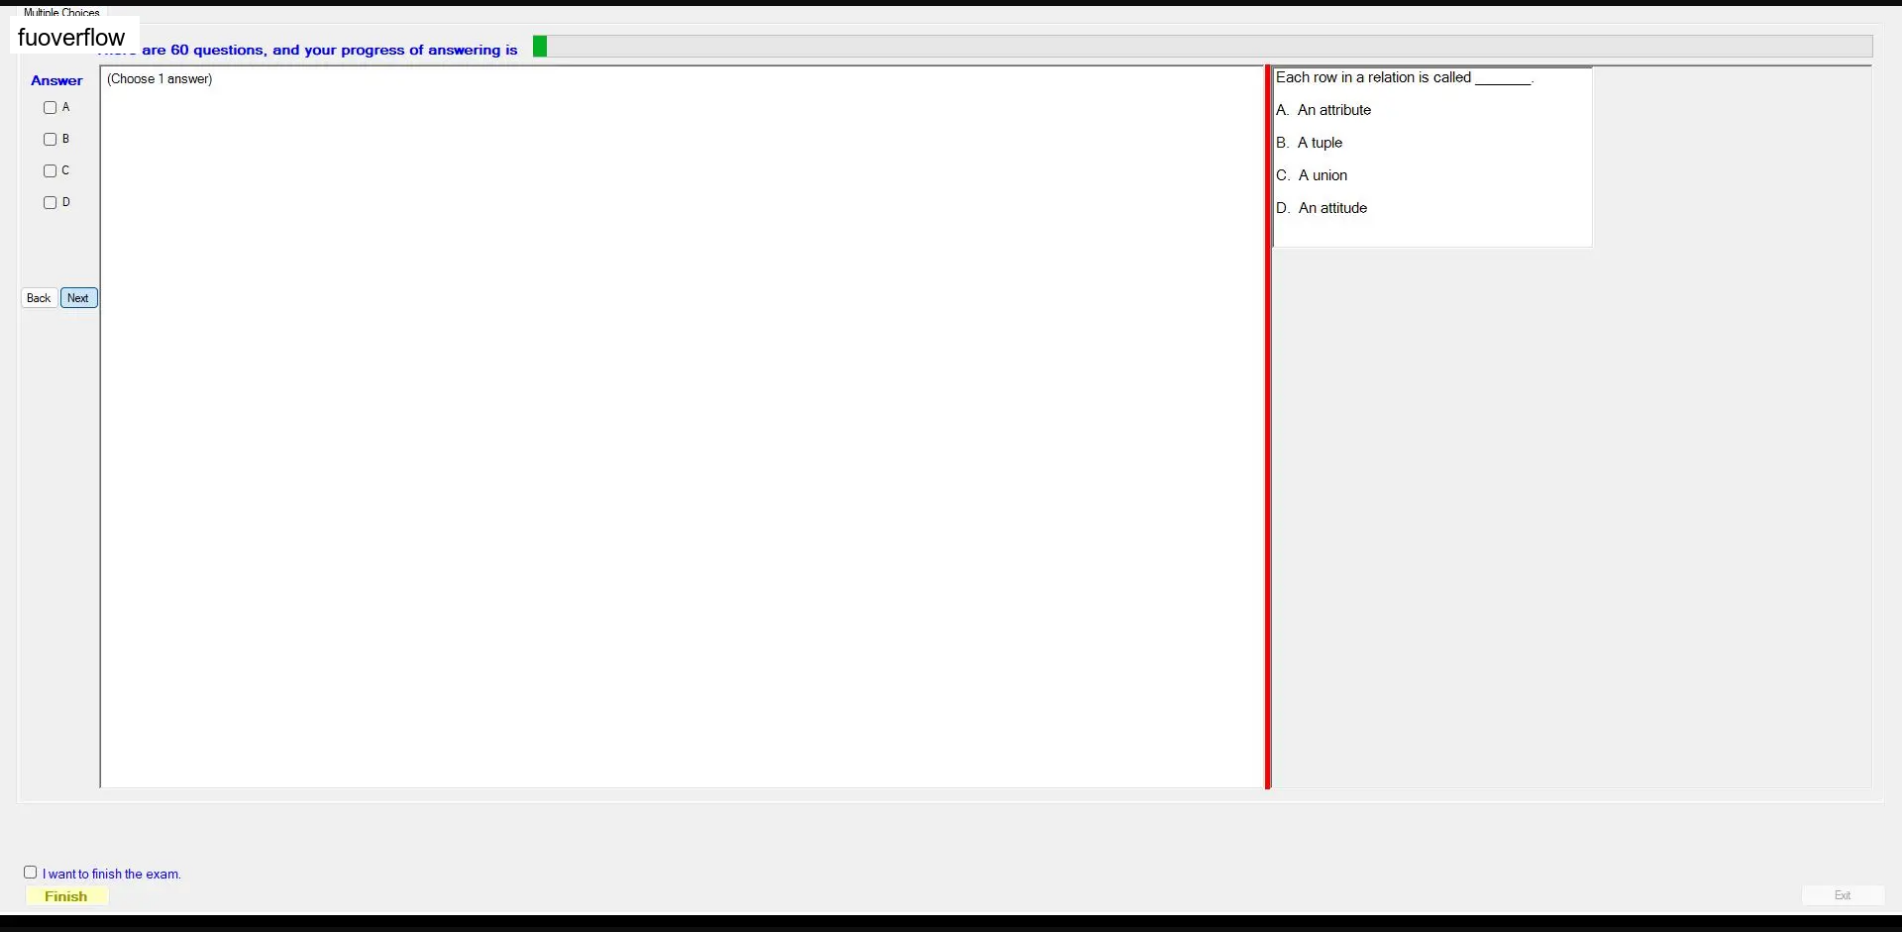 Multiple Choices
fuoverflow
are 60 questions, and your progress of answering is
Answer
(Choose 1 answer)
A
B
C
D
Back Next
Each row in a relation is called _______.
A. An attribute
B. A tuple
C. A union
D. An attitude
I want to finish the exam.
Finish
Exit